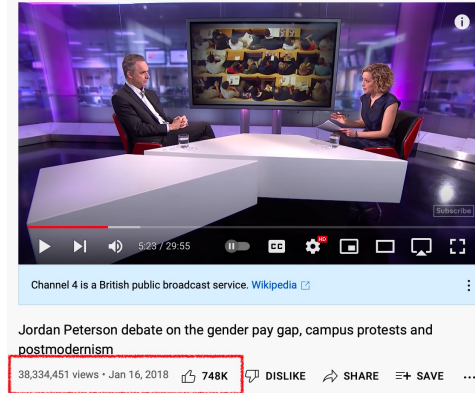 Subscribe
5:23 / 29:55
CC
HD
Channel 4 is a British public broadcast service. Wikipedia
Jordan Peterson debate on the gender pay gap, campus protests and
postmodernism
38,334,451 views • Jan 16, 2018 748K DISLIKE SHARE SAVE